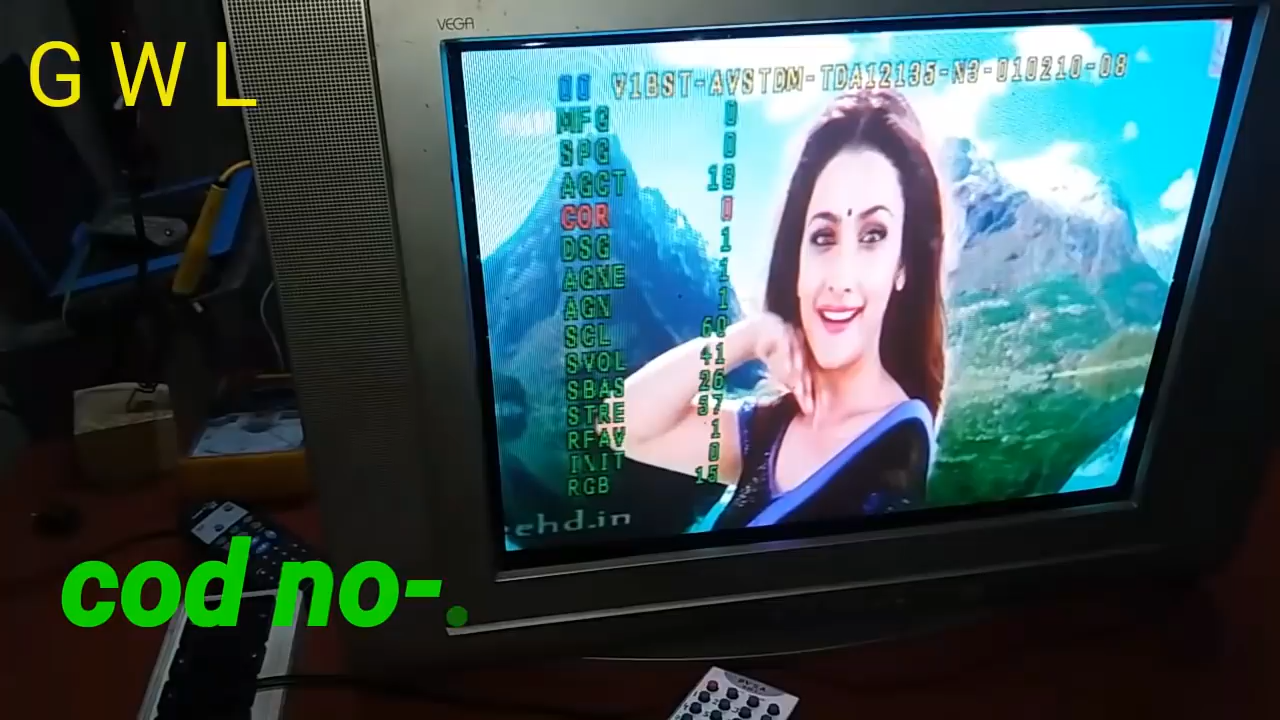 VEGA
G W L
00 V1BST-AVSTDM-TDA12135-N3-010210-08
MFG 0
SPG 0
AGCT 18
COR 0
DSG 1
AGNE 1
AGN 1
SCL 60
SVOL 41
SBAS 26
STRE 37
RFAV 1
INIT 0
RGB 15
ehd.in
cod no-.